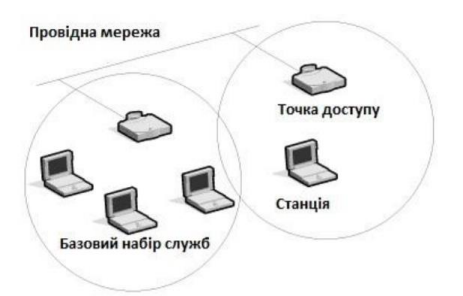 Провідна мережа
Точка доступу
Станція
Базовий набір служб